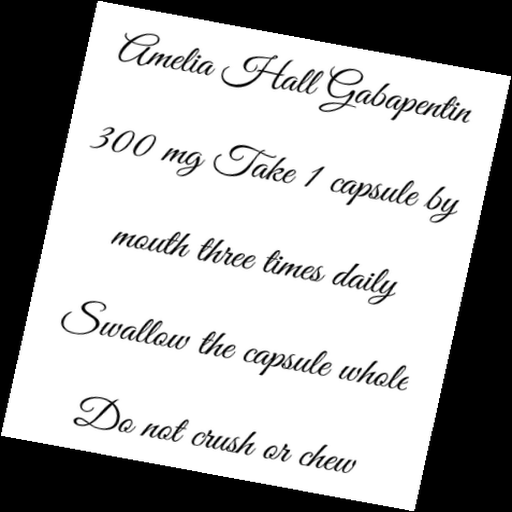 Amelia Hall Gabapentin
300 mg Take 1 capsule by
mouth three times daily
Swallow the capsule whole
Do not crush or chew